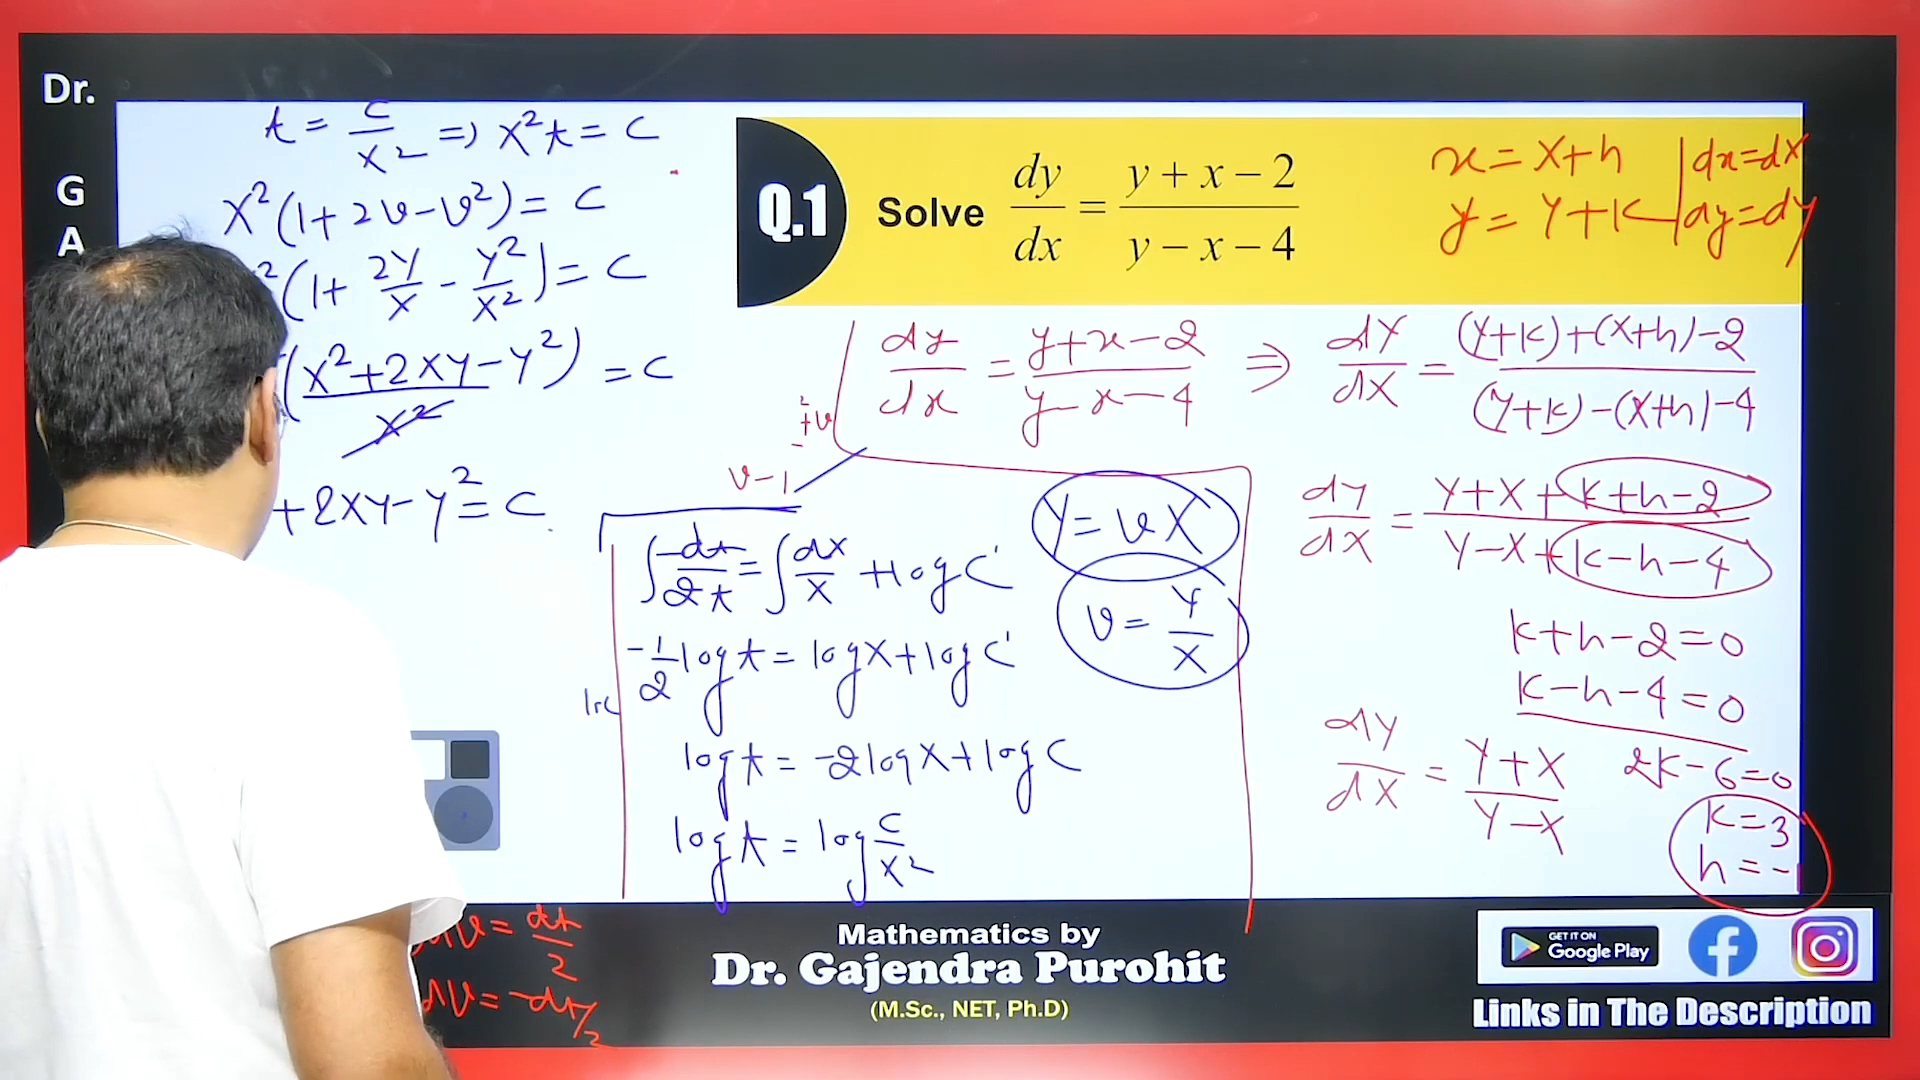 Dr.
G
A
t = C/X² ⇒ X²t = C
X²(1+2v-v²) = C
²(1+ 2Y/X - Y²/X²) = C
(X²+2XY-Y²)/X² = C
+2XY-Y² = C
Q.1 Solve dy/dx = (y + x − 2)/(y − x − 4)
x = X+h | dx=dX
y = Y+K | dy=dY
dy/dx = (y+x-2)/(y-x-4) ⇒ dY/dX = ((Y+k)+(X+h)-2)/((Y+k)-(X+h)-4)
dY/dX = (Y+X+k+h-2)/(Y-X+k-h-4)
k+h-2=0
k-h-4=0
2k-6=0
k=3
h=-1
dY/dX = (Y+X)/(Y-X)
+v
v-1
Y=vX
v = Y/X
∫-dt/2t = ∫dX/X + log C'
-1/2 log t = log X + log C'
log t = -2 log X + log C
log t = log C/X²
dv = dt/2
dv = -dt/2
Mathematics by
Dr. Gajendra Purohit
(M.Sc., NET, Ph.D)
GET IT ON
Google Play
Links in The Description